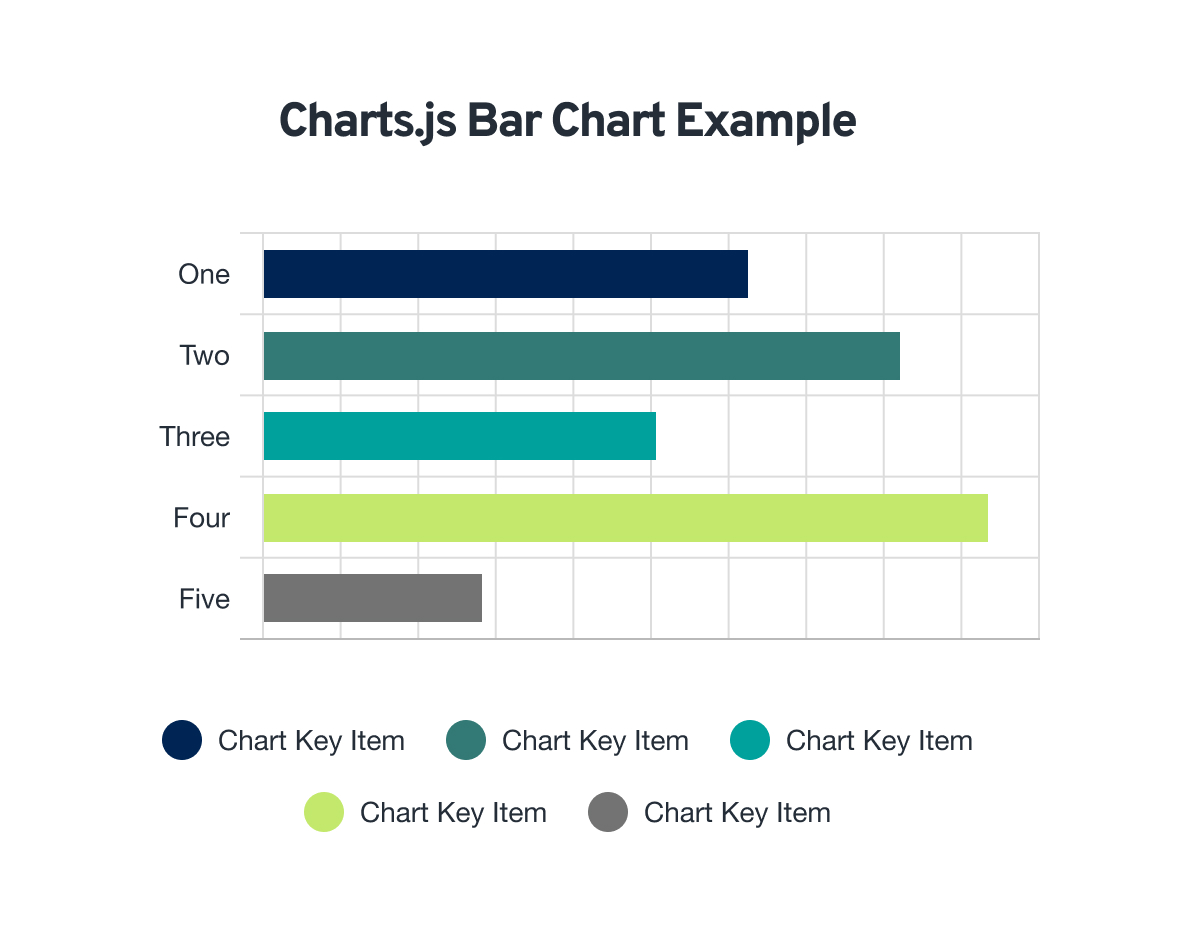 Charts.js Bar Chart Example
One
Two
Three
Four
Five
Chart Key Item Chart Key Item Chart Key Item
Chart Key Item Chart Key Item